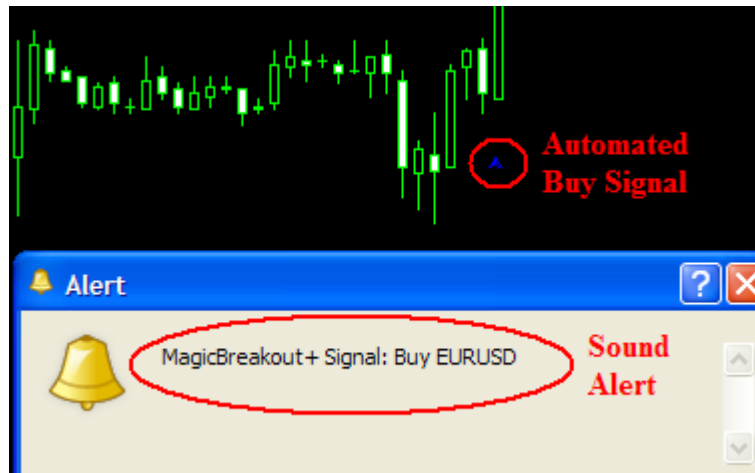 Automated
Buy Signal
Alert
?
MagicBreakout+ Signal: Buy EURUSD
Sound
Alert